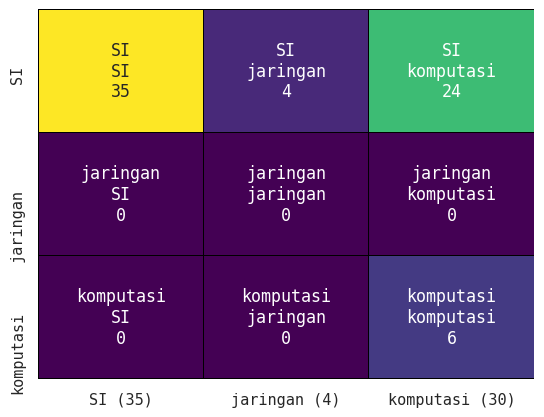 SI
SI
SI
35
SI
jaringan
4
SI
komputasi
24
jaringan
jaringan
SI
0
jaringan
jaringan
0
jaringan
komputasi
0
komputasi
komputasi
SI
0
komputasi
jaringan
0
komputasi
komputasi
6
SI (35)
jaringan (4)
komputasi (30)